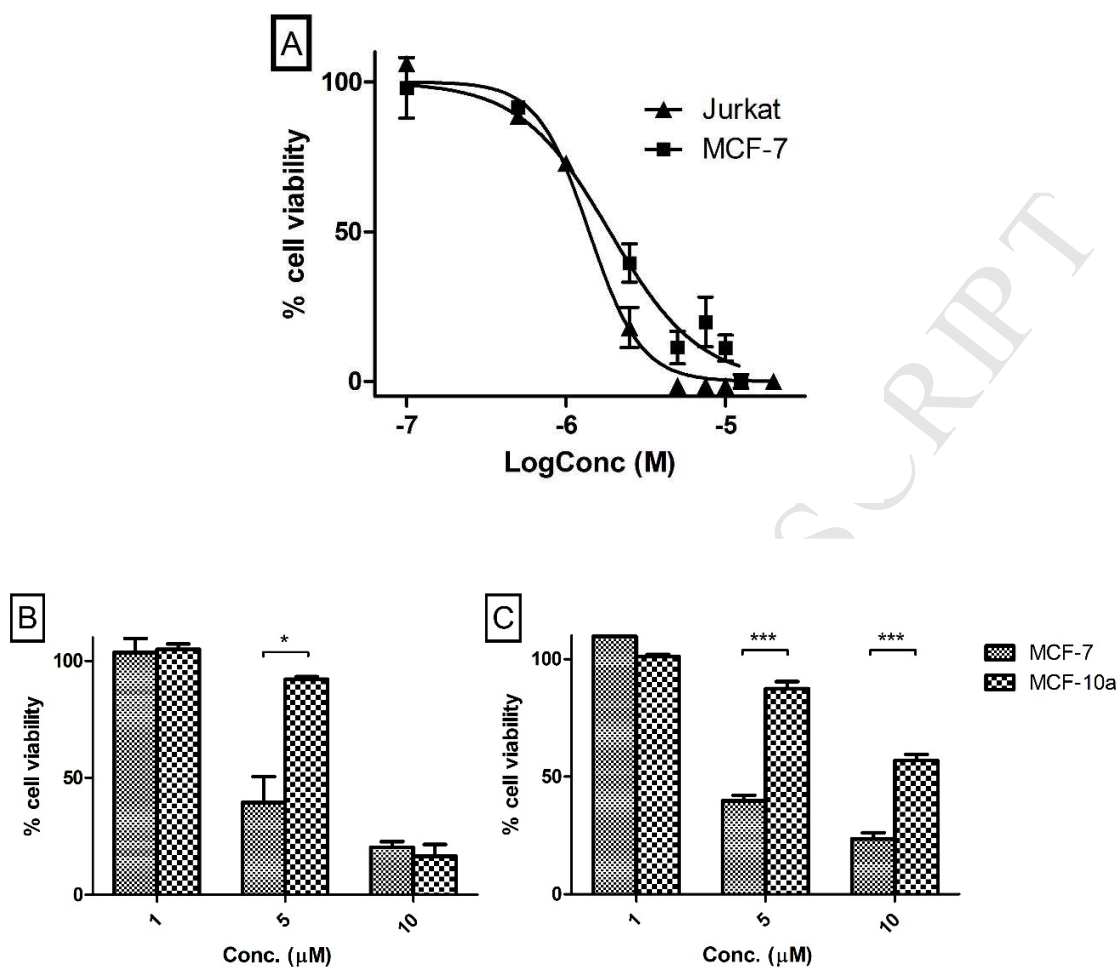 A
100
50
0
% cell viability
Jurkat
MCF-7
-7 -6 -5
LogConc (M)
SCRIPT
B
100
50
0
% cell viability
*
1 5 10
Conc. (μM)
C
100
50
0
% cell viability
*** ***
1 5 10
Conc. (μM)
MCF-7
MCF-10a